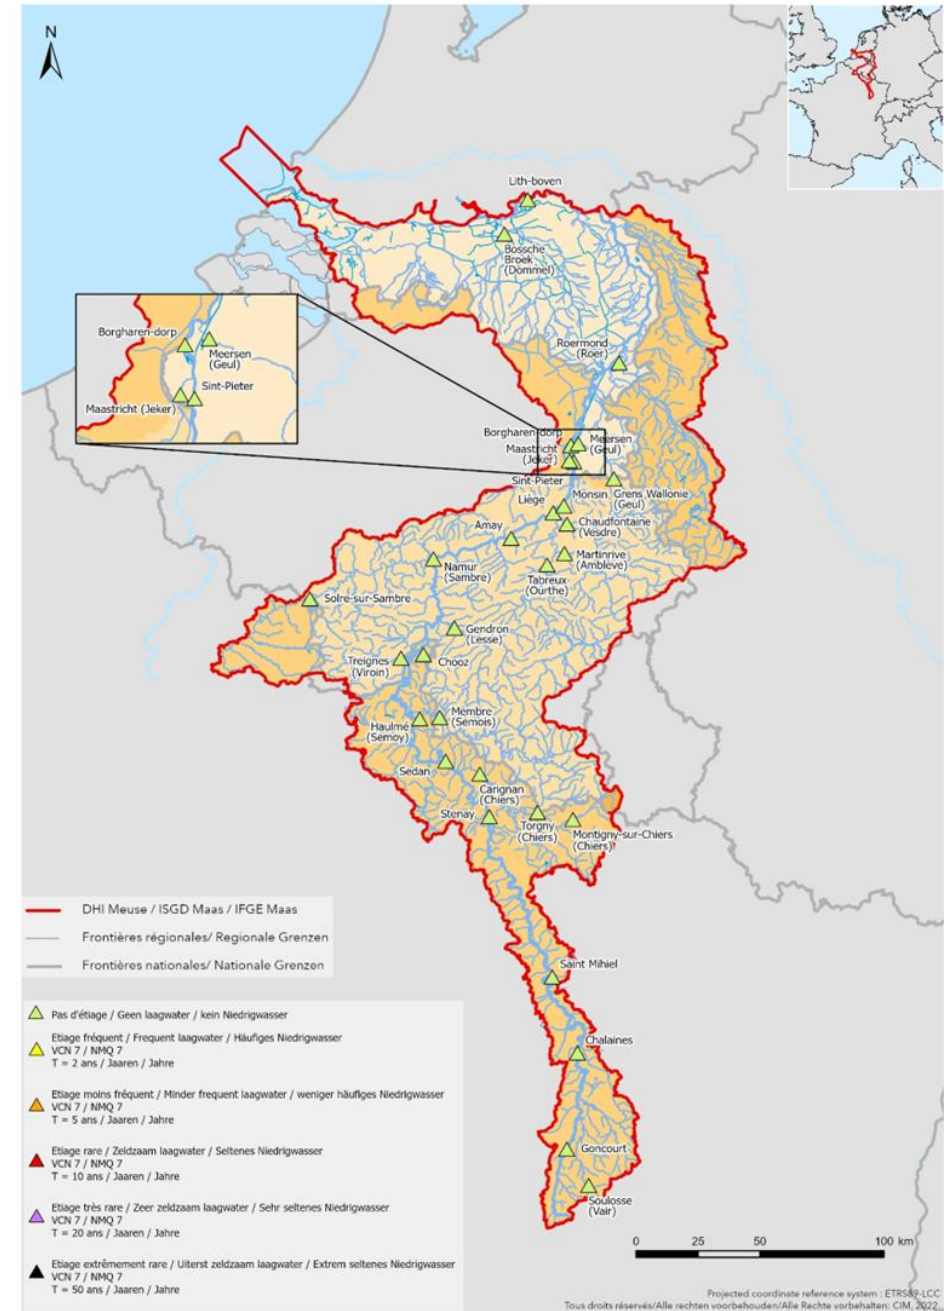 N
Lith-boven
Bossche
Broek
(Dommel)
Borgharen-dorp
Meersen
(Geul)
Sint-Pieter
Maastricht (Jeker)
Roermond
(Roer)
Borgharen-dorp
Meersen
(Geul)
Maastricht
(Jeker)
Sint-Pieter
Monsin
Grens Wallonie
(Geul)
Liège
Chaudfontaine
(Vesdre)
Amay
Martinrive
(Amblève)
Namur
(Sambre)
Tabreux
(Ourthe)
Solre-sur-Sambre
Gendron
(Lesse)
Treignes
(Viroin)
Chooz
Membre
(Semois)
Haulmé
(Semoy)
Sedan
Carignan
(Chiers)
Stenay
Torgny
(Chiers)
Montigny-sur-Chiers
(Chiers)
Saint Mihiel
Chalaines
Goncourt
Soulosse
(Vair)
DHI Meuse / ISGD Maas / IFGE Maas
Frontières régionales/ Regionale Grenzen
Frontières nationales/ Nationale Grenzen
Pas d'étiage / Geen laagwater / kein Niedrigwasser
Etiage fréquent / Frequent laagwater / Häufiges Niedrigwasser
VCN 7 / NMQ 7
T = 2 ans / Jaaren / Jahre
Etiage moins fréquent / Minder frequent laagwater / weniger häufiges Niedrigwasser
VCN 7 / NMQ 7
T = 5 ans / Jaaren / Jahre
Etiage rare / Zeldzaam laagwater / Seltenes Niedrigwasser
VCN 7 / NMQ 7
T = 10 ans / Jaaren / Jahre
Etiage très rare / Zeer zeldzaam laagwater / Sehr seltenes Niedrigwasser
VCN 7 / NMQ 7
T = 20 ans / Jaaren / Jahre
Etiage extrêmement rare / Uiterst zeldzaam laagwater / Extrem seltenes Niedrigwasser
VCN 7 / NMQ 7
T = 50 ans / Jaaren / Jahre
0 25 50 100 km
Projected coordinate reference system : ETRS89-LCC
Tous droits réservés/Alle rechten voorbehouden/Alle Rechte vorbehalten: CIM, 2022.